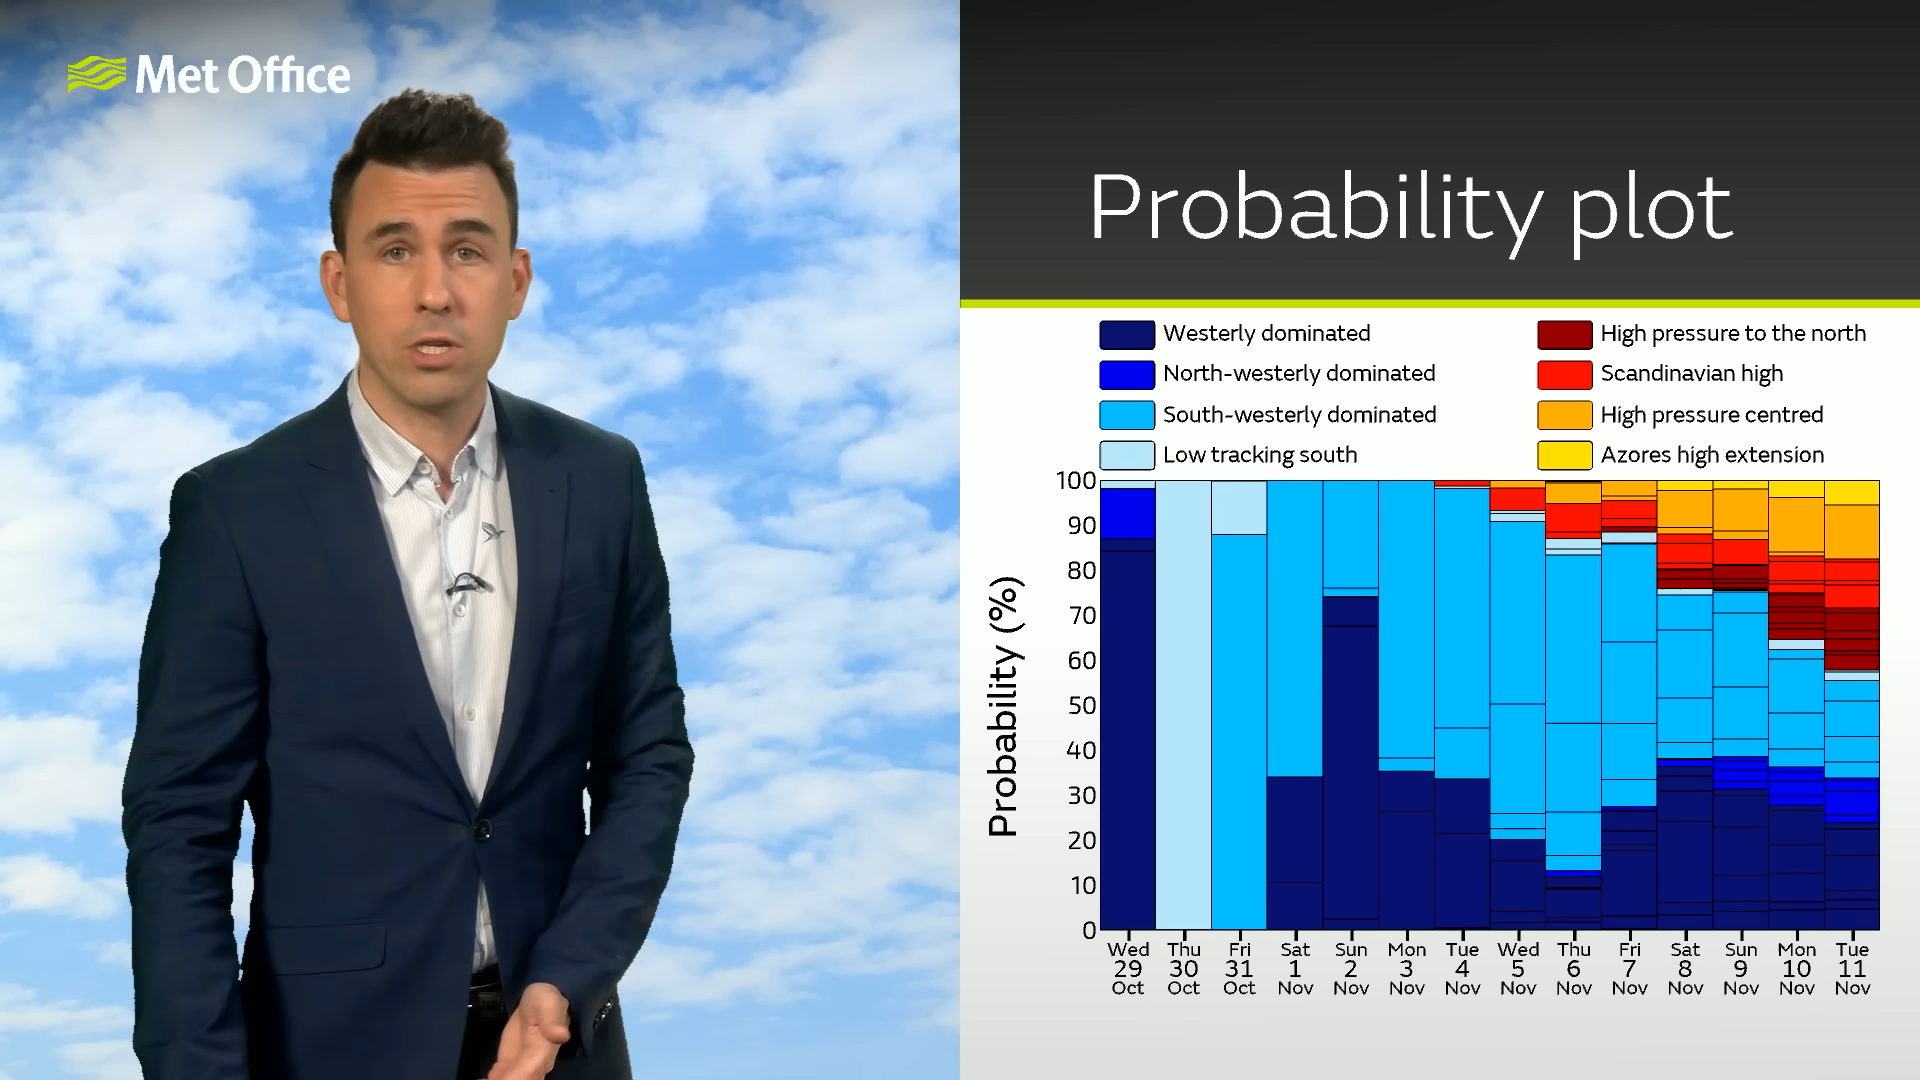 Met Office
Probability plot
Westerly dominated
North-westerly dominated
South-westerly dominated
Low tracking south
High pressure to the north
Scandinavian high
High pressure centred
Azores high extension
Probability (%)
100
90
80
70
60
50
40
30
20
10
0
Wed Thu Fri Sat Sun Mon Tue Wed Thu Fri Sat Sun Mon Tue
29 30 31 1 2 3 4 5 6 7 8 9 10 11
Oct Oct Oct Nov Nov Nov Nov Nov Nov Nov Nov Nov Nov Nov